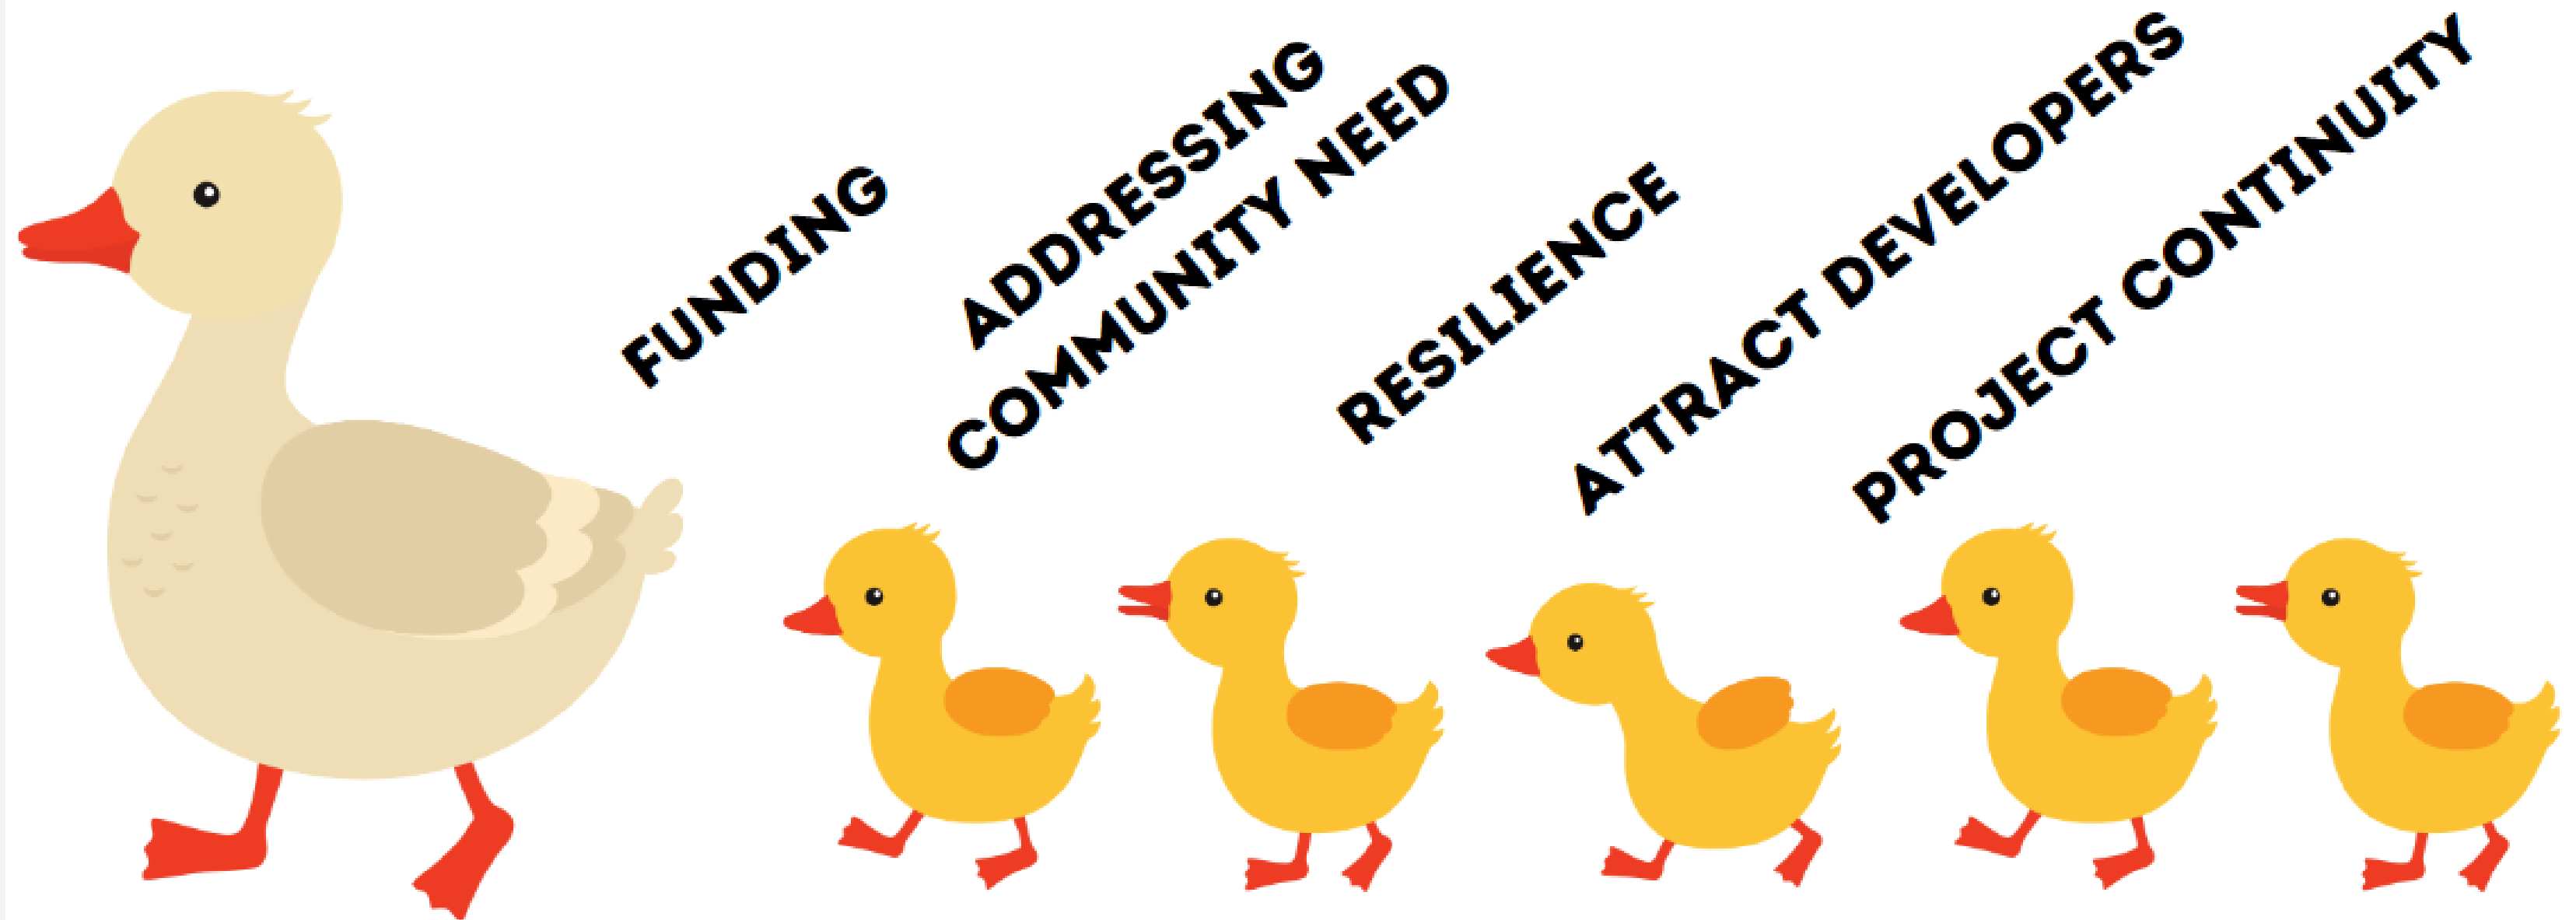 FUNDING
ADDRESSING
COMMUNITY NEED
RESILIENCE
ATTRACT DEVELOPERS
PROJECT CONTINUITY